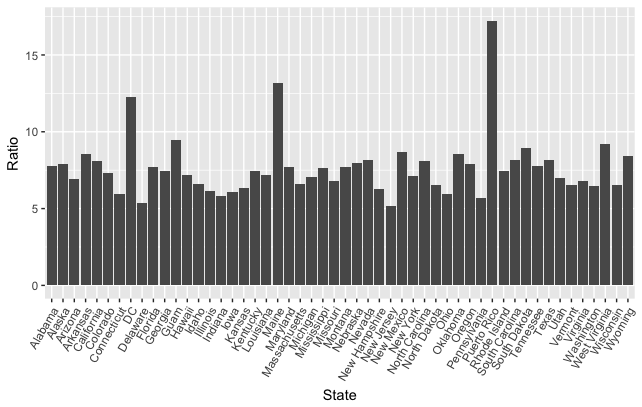 15
10
5
0
Ratio
Alabama
Alaska
Arizona
Arkansas
California
Colorado
Connecticut
DC
Delaware
Florida
Georgia
Guam
Hawaii
Idaho
Illinois
Indiana
Iowa
Kansas
Kentucky
Louisiana
Maine
Maryland
Massachusetts
Michigan
Mississippi
Missouri
Montana
Nebraska
Nevada
New Hampshire
New Jersey
New Mexico
New York
North Carolina
North Dakota
Ohio
Oklahoma
Oregon
Pennsylvania
Puerto Rico
Rhode Island
South Carolina
South Dakota
Tennessee
Texas
Utah
Vermont
Virginia
Washington
West Virginia
Wisconsin
Wyoming
State